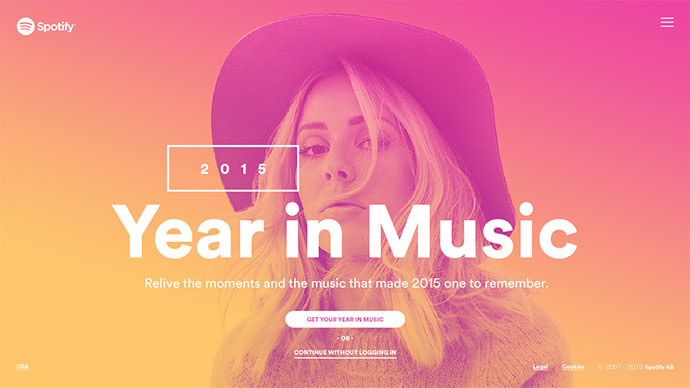 Spotify
2015
Year in Music
Relive the moments and the music that made 2015 one to remember.
GET YOUR YEAR IN MUSIC
- OR -
CONTINUE WITHOUT LOGGING IN
USA
Legal Cookies © 2007 - 2015 Spotify AB